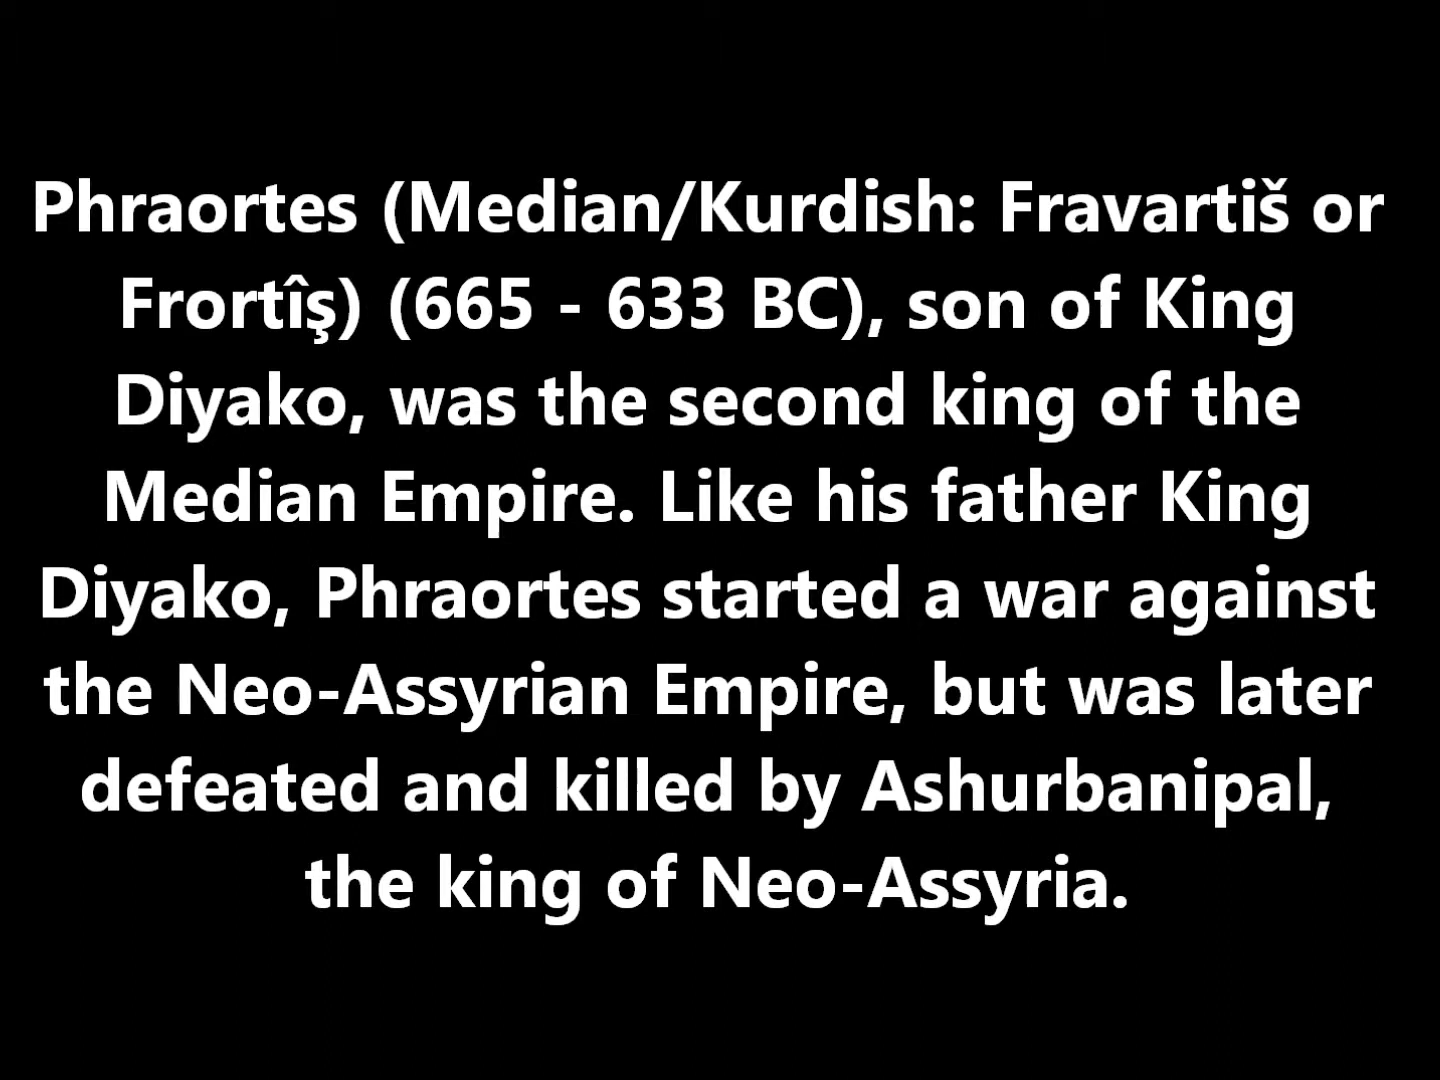 Phraortes (Median/Kurdish: Fravartiš or
Frortîş) (665 - 633 BC), son of King
Diyako, was the second king of the
Median Empire. Like his father King
Diyako, Phraortes started a war against
the Neo-Assyrian Empire, but was later
defeated and killed by Ashurbanipal,
the king of Neo-Assyria.